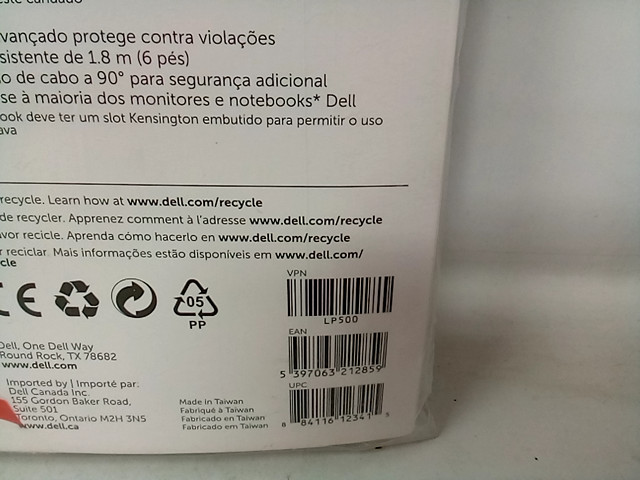 vançado protege contra violações
sistente de 1.8 m (6 pés)
o de cabo a 90° para segurança adicional
se à maioria dos monitores e notebooks* Dell
ook deve ter um slot Kensington embutido para permitir o uso
ava
recycle. Learn how at www.dell.com/recycle
de recycler. Apprenez comment à l'adresse www.dell.com/recycle
avor recicle. Aprenda cómo hacerlo en www.dell.com/recycle
r reciclar. Mais informações estão disponíveis em www.dell.com/
cle
CE
05
PP
VPN
LP500
EAN
5 397063 212859
UPC
8 84116 12341 3
Dell, One Dell Way
Round Rock, TX 78682
www.dell.com
Imported by | Importé par.
Dell Canada Inc.
155 Gordon Baker Road,
Suite 501
Toronto, Ontario M2H 3N5
www.dell.ca
Made in Taiwan
Fabriqué à Taiwan
Fabricado en Taiwan
Fabricado em Taiwan